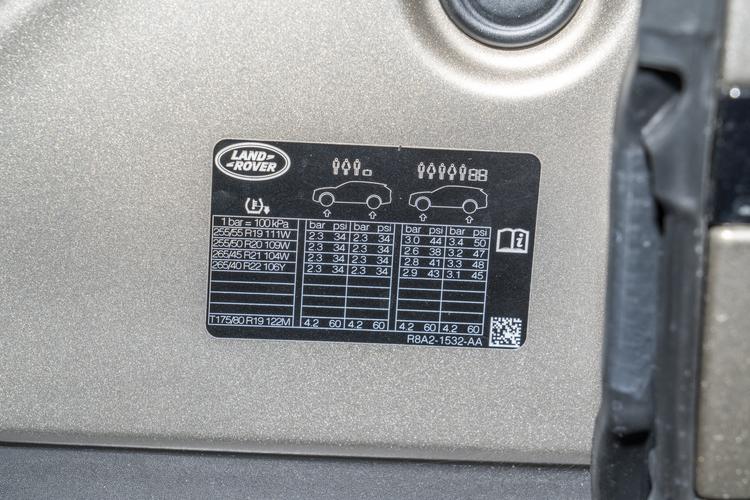 LAND-
-ROVER
bar psi bar psi bar psi bar psi
1 bar = 100 kPa
255/55 R19 111W 2.3 34 2.3 34 3.0 44 3.4 50
255/50 R20 109W 2.3 34 2.3 34 2.6 38 3.2 47
265/45 R21 104W 2.3 34 2.3 34 2.8 41 3.3 48
265/40 R22 106Y 2.3 34 2.3 34 2.9 43 3.1 45
T175/80 R19 122M 4.2 60 4.2 60 4.2 60 4.2 60
R8A2-1532-AA